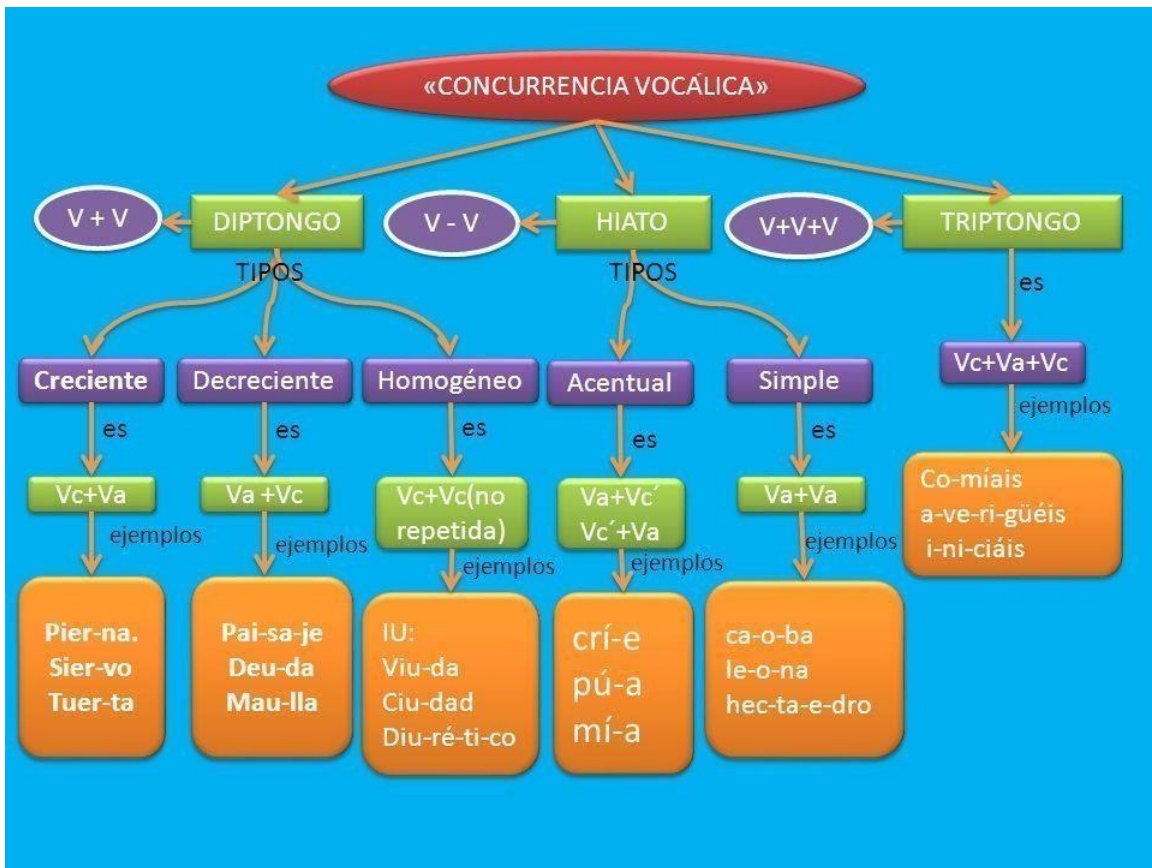 «CONCURRENCIA VOCÁLICA»
V + V
DIPTONGO
V - V
HIATO
V+V+V
TRIPTONGO
TIPOS
TIPOS
es
Creciente
Decreciente
Homogéneo
Acentual
Simple
Vc+Va+Vc
es
es
es
es
es
ejemplos
Vc+Va
Va +Vc
Vc+Vc(no
repetida)
Va+Vc´
Vc´+Va
Va+Va
Co-míais
a-ve-ri-güéis
i-ni-ciáis
ejemplos
ejemplos
ejemplos
ejemplos
ejemplos
Pier-na.
Sier-vo
Tuer-ta
Pai-sa-je
Deu-da
Mau-lla
IU:
Viu-da
Ciu-dad
Diu-ré-ti-co
crí-e
pú-a
mí-a
ca-o-ba
le-o-na
hec-ta-e-dro